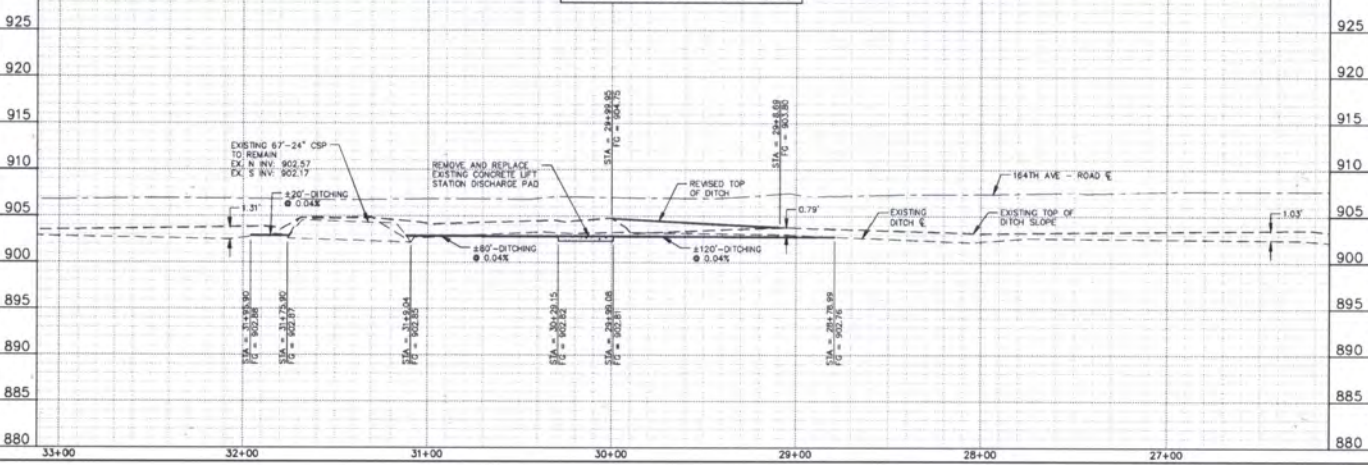 925
925
920
920
915
915
910
910
905
905
900
900
895
895
890
890
885
885
880
880
EXISTING 67'-24" CSP
TO REMAIN
EX. N INV: 902.57
EX. S INV: 902.17
±20'-DITCHING
@ 0.04%
1.31'
REMOVE AND REPLACE
EXISTING CONCRETE LIFT
STATION DISCHARGE PAD
STA = 29+99.95
FG = 904.75
STA = 29+8.69
FG = 903.80
REVISED TOP
OF DITCH
0.79'
164TH AVE - ROAD ℄
EXISTING
DITCH ℄
EXISTING TOP OF
DITCH SLOPE
1.03'
±60'-DITCHING
@ 0.04%
±120'-DITCHING
@ 0.04%
STA = 31+95.90
FG = 902.88
STA = 31+75.90
FG = 902.87
STA = 31+9.04
FG = 902.85
STA = 30+29.15
FG = 902.82
STA = 29+99.08
FG = 902.81
STA = 28+78.99
FG = 902.76
33+00
32+00
31+00
30+00
29+00
28+00
27+00